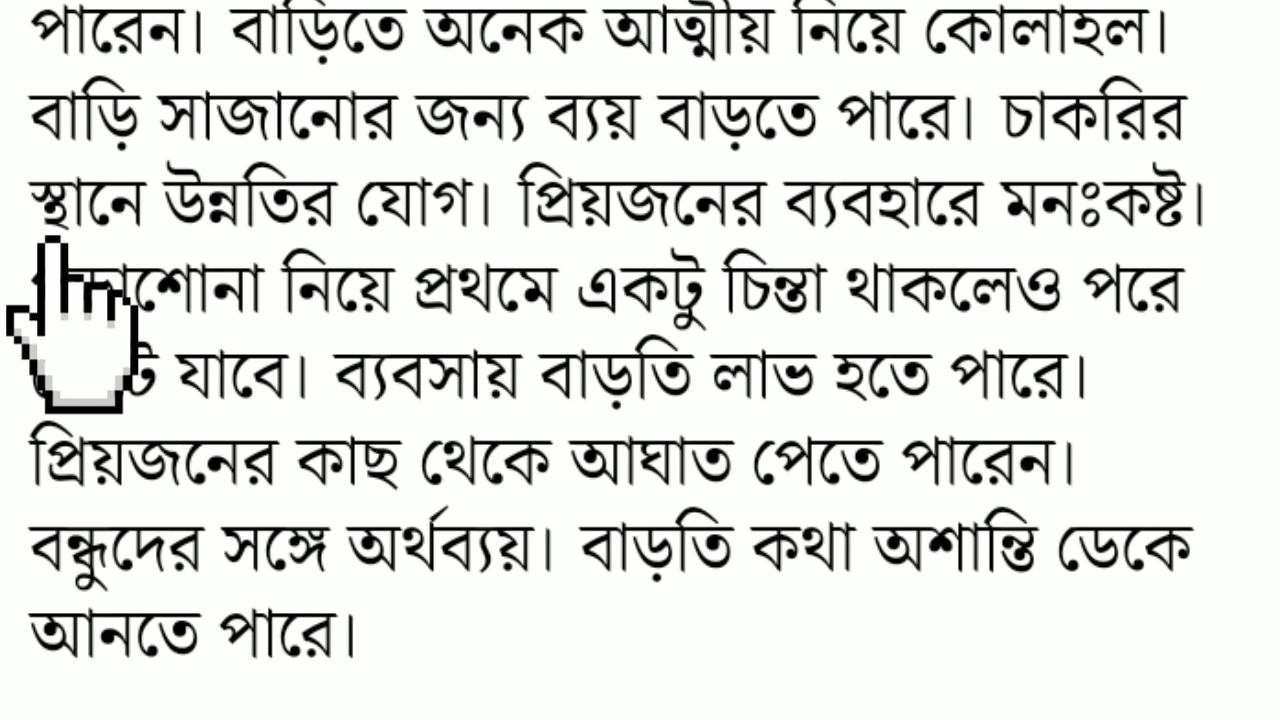 পারেন। বাড়িতে অনেক আত্মীয় নিয়ে কোলাহল।
বাড়ি সাজানোর জন্য ব্যয় বাড়তে পারে। চাকরির
স্থানে উন্নতির যোগ। প্রিয়জনের ব্যবহারে মনঃকষ্ট।
নিয়ে প্রথমে একটু চিন্তা থাকলেও পরে
যাবে। ব্যবসায় বাড়তি লাভ হতে পারে।
প্রিয়জনের কাছ থেকে আঘাত পেতে পারেন।
বন্ধুদের সঙ্গে অর্থব্যয়। বাড়তি কথা অশান্তি ডেকে
আনতে পারে।